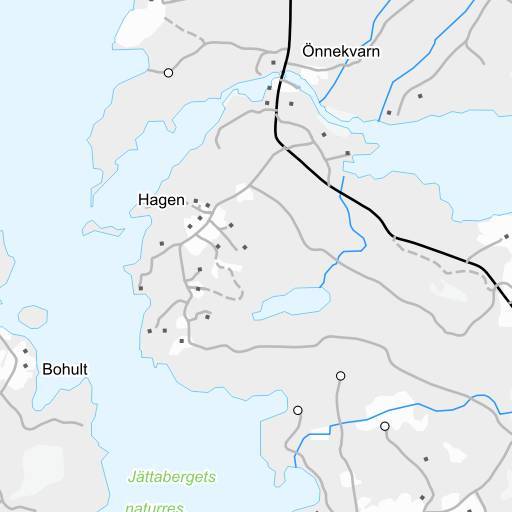 Önnekvarn
Hagen
Bohult
Jättabergets
naturres